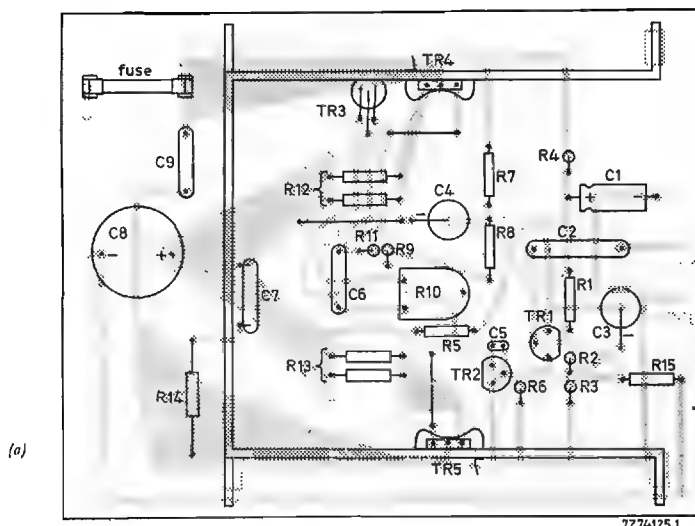 fuse
TR4
TR3
C9
R4
C1
R12
R7
C4
C8
R11
R9
R8
C2
C7
C6
R10
R1
C3
R5
C5
TR1
R13
TR2
R2
R14
R6
R3
R15
(a)
TR5
7Z74125.1